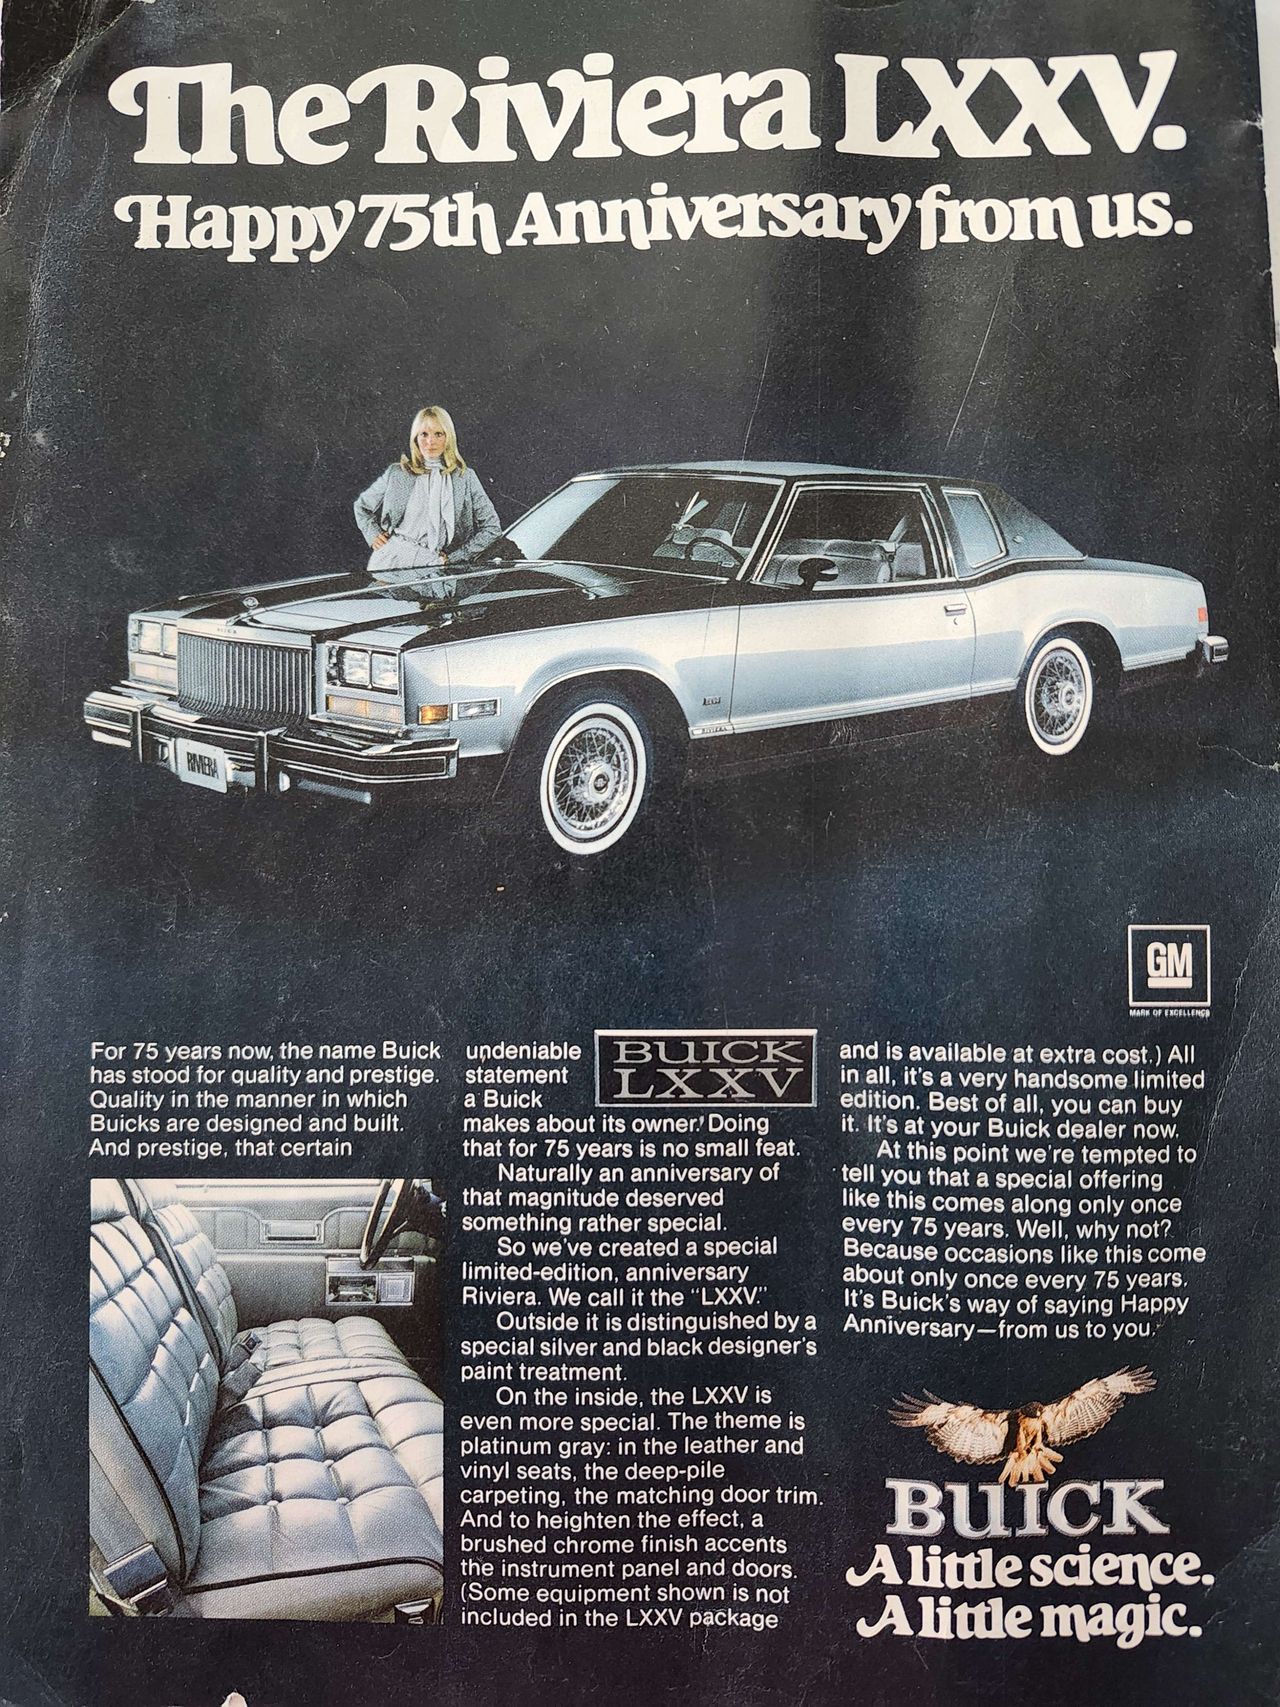 The Riviera LXXV.
Happy 75th Anniversary from us.
BUICK
RIVIERA
RIVIERA
GM
MARK OF EXCELLENCE
For 75 years now, the name Buick
has stood for quality and prestige.
Quality in the manner in which
Buicks are designed and built.
And prestige, that certain
undeniable
statement
a Buick
makes about its owner. Doing
that for 75 years is no small feat.
Naturally an anniversary of
that magnitude deserved
something rather special.
So we've created a special
limited-edition, anniversary
Riviera. We call it the "LXXV."
Outside it is distinguished by a
special silver and black designer's
paint treatment.
On the inside, the LXXV is
even more special. The theme is
platinum gray: in the leather and
vinyl seats, the deep-pile
carpeting, the matching door trim.
And to heighten the effect, a
brushed chrome finish accents
the instrument panel and doors.
(Some equipment shown is not
included in the LXXV package
BUICK
LXXV
and is available at extra cost.) All
in all, it's a very handsome limited
edition. Best of all, you can buy
it. It's at your Buick dealer now.
At this point we're tempted to
tell you that a special offering
like this comes along only once
every 75 years. Well, why not?
Because occasions like this come
about only once every 75 years.
It's Buick's way of saying Happy
Anniversary—from us to you.
BUICK
A little science.
A little magic.